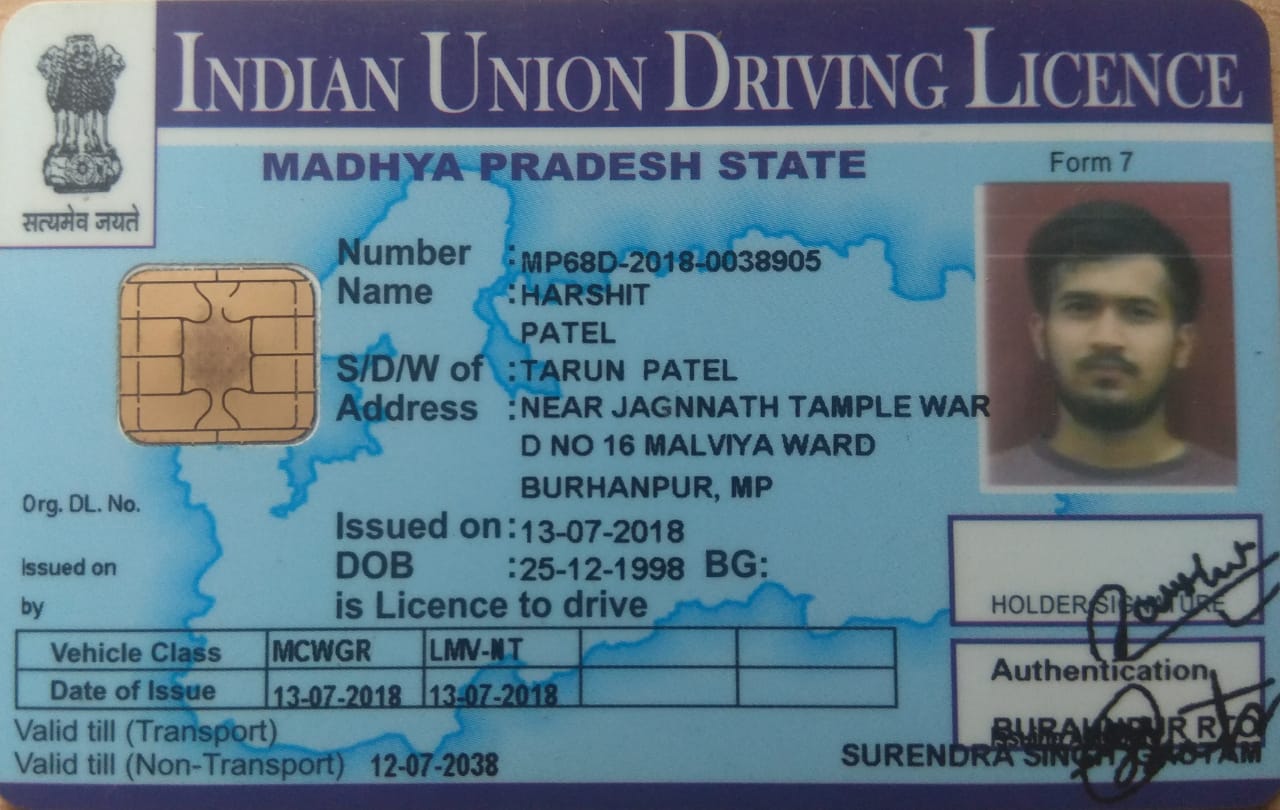 INDIAN UNION DRIVING LICENCE
सत्यमेव जयते
MADHYA PRADESH STATE
Form 7
Number : MP68D-2018-0038905
Name : HARSHIT
PATEL
S/D/W of : TARUN PATEL
Address : NEAR JAGNNATH TAMPLE WAR
D NO 16 MALVIYA WARD
BURHANPUR, MP
Org. DL. No.
Issued on : 13-07-2018
Issued on
DOB : 25-12-1998 BG:
by
is Licence to drive
HOLDER SIGNATURE
Vehicle Class MCWGR LMV-NT
Date of Issue 13-07-2018 13-07-2018
Authentication
Valid till (Transport)
BURAHNPUR RTO
Valid till (Non-Transport) 12-07-2038
SURENDRA SINGH GAOTAM